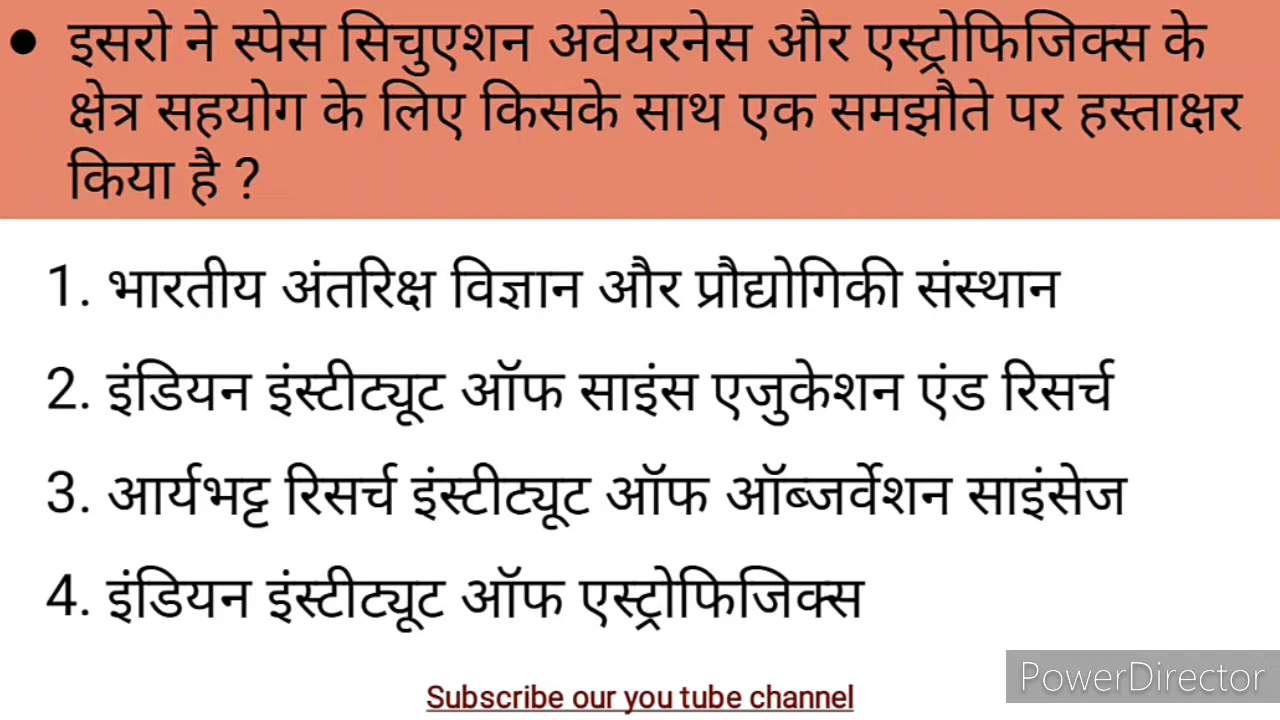 • इसरो ने स्पेस सिचुएशन अवेयरनेस और एस्ट्रोफिजिक्स के
क्षेत्र सहयोग के लिए किसके साथ एक समझौते पर हस्ताक्षर
किया है ?
1. भारतीय अंतरिक्ष विज्ञान और प्रौद्योगिकी संस्थान
2. इंडियन इंस्टीट्यूट ऑफ साइंस एजुकेशन एंड रिसर्च
3. आर्यभट्ट रिसर्च इंस्टीट्यूट ऑफ ऑब्जर्वेशन साइंसेज
4. इंडियन इंस्टीट्यूट ऑफ एस्ट्रोफिजिक्स
PowerDirector
Subscribe our you tube channel